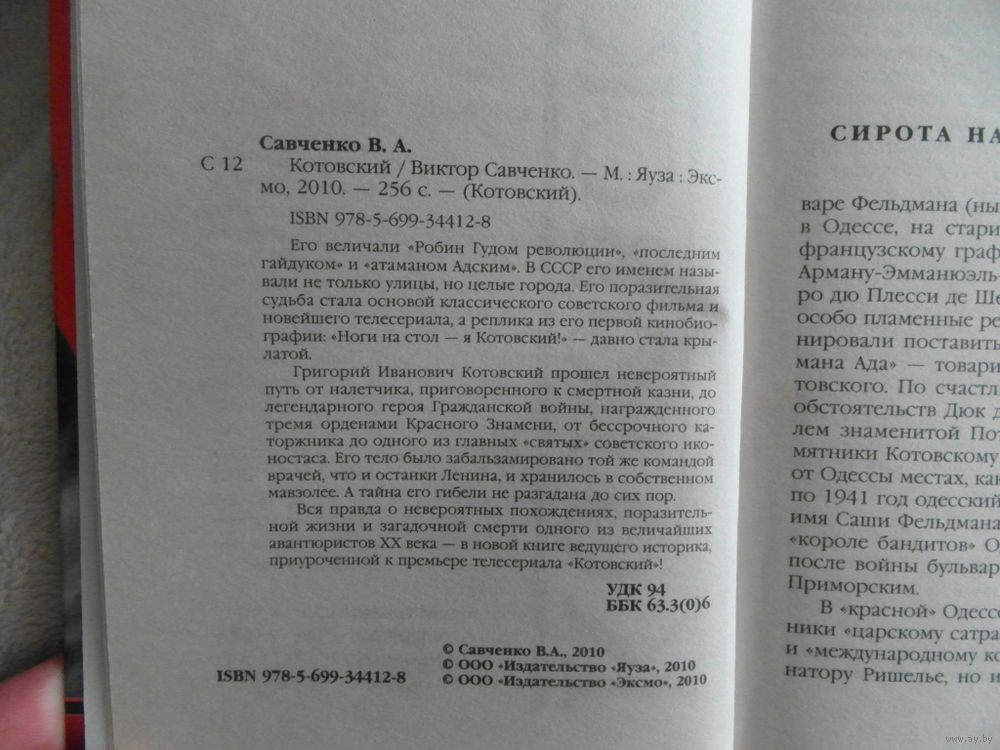 Савченко В. А.
С 12 Котовский / Виктор Савченко. — М. : Яуза : Экс-
мо, 2010. — 256 с. — (Котовский).
ISBN 978-5-699-34412-8
Его величали «Робин Гудом революции», «последним
гайдуком» и «атаманом Адским». В СССР его именем назы-
вали не только улицы, но целые города. Его поразительная
судьба стала основой классического советского фильма и
новейшего телесериала, а реплика из его первой кинобио-
графии: «Ноги на стол — я Котовский!» — давно стала кры-
латой.
Григорий Иванович Котовский прошел невероятный
путь от налетчика, приговоренного к смертной казни, до
легендарного героя Гражданской войны, награжденного
тремя орденами Красного Знамени, от бессрочного ка-
торжника до одного из главных «святых» советского ико-
ностаса. Его тело было забальзамировано той же командой
врачей, что и останки Ленина, и хранилось в собственном
мавзолее. А тайна его гибели не разгадана до сих пор.
Вся правда о невероятных похождениях, поразитель-
ной жизни и загадочной смерти одного из величайших
авантюристов XX века — в новой книге ведущего историка,
приуроченной к премьере телесериала «Котовский»!
УДК 94
ББК 63.3(0)6
© Савченко В.А., 2010
© ООО «Издательство «Яуза», 2010
ISBN 978-5-699-34412-8 © ООО «Издательство «Эксмо», 2010
СИРОТА НА
варе Фельдмана (ны
в Одессе, на стари
французскому граф
Арману-Эмманюэль
ро дю Плесси де Ше
особо пламенные ре
нировали поставить
мана Ада» — товари
товского. По счастл
обстоятельств Дюк д
лем знаменитой Пот
мятники Котовскому
от Одессы местах, как
по 1941 год одесский
имя Саши Фельдмана
«короле бандитов» О
после войны бульвар
Приморским.
В «красной» Одессе
ники «царскому сатра
и «международному ко
натору Ришелье, но и
www.ay.by